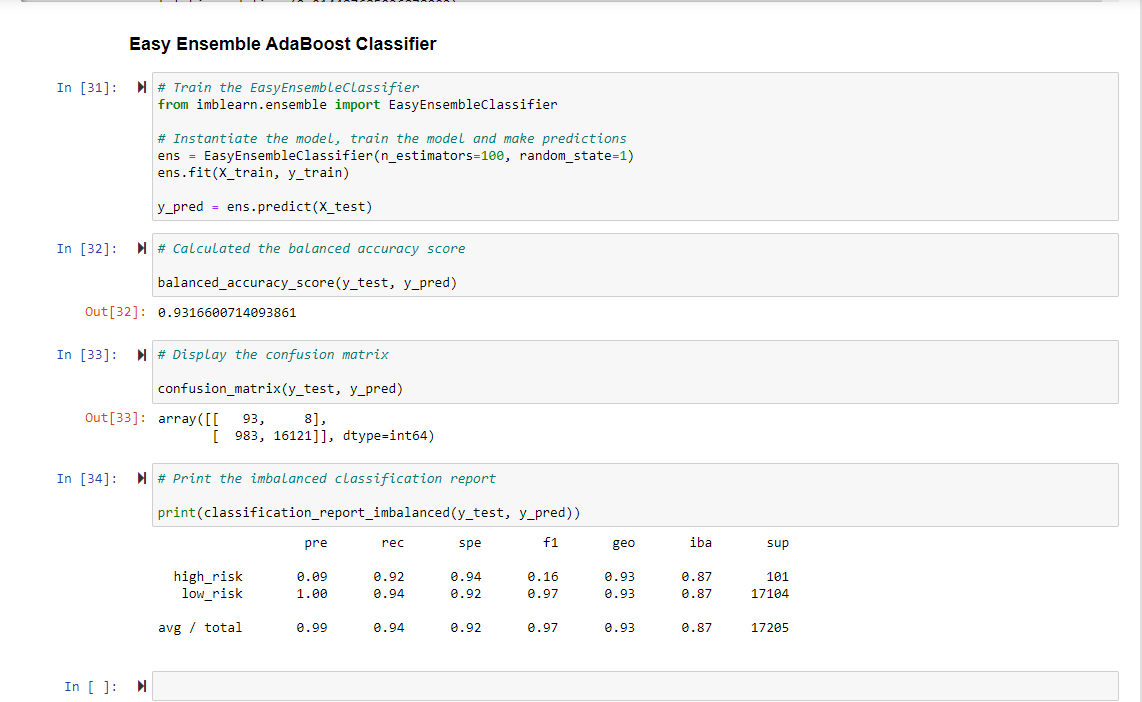 Easy Ensemble AdaBoost Classifier
In [31]:
# Train the EasyEnsembleClassifier
from imblearn.ensemble import EasyEnsembleClassifier
# Instantiate the model, train the model and make predictions
ens = EasyEnsembleClassifier(n_estimators=100, random_state=1)
ens.fit(X_train, y_train)
y_pred = ens.predict(X_test)
In [32]:
# Calculated the balanced accuracy score
balanced_accuracy_score(y_test, y_pred)
Out[32]: 0.9316600714093861
In [33]:
# Display the confusion matrix
confusion_matrix(y_test, y_pred)
Out[33]: array([[   93,     8],
       [  983, 16121]], dtype=int64)
In [34]:
# Print the imbalanced classification report
print(classification_report_imbalanced(y_test, y_pred))
pre rec spe f1 geo iba sup
high_risk 0.09 0.92 0.94 0.16 0.93 0.87 101
low_risk 1.00 0.94 0.92 0.97 0.93 0.87 17104
avg / total 0.99 0.94 0.92 0.97 0.93 0.87 17205
In [ ]: